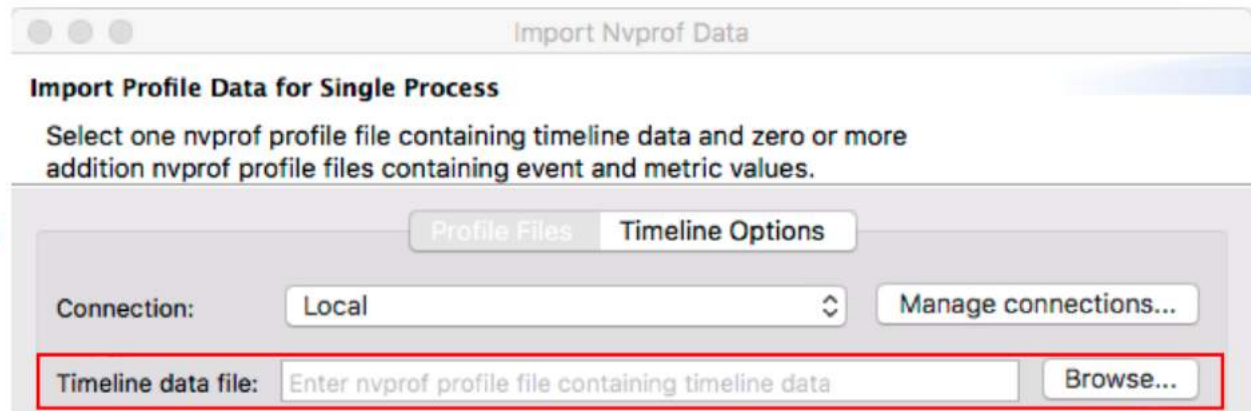 Import Nvprof Data
Import Profile Data for Single Process
Select one nvprof profile file containing timeline data and zero or more
addition nvprof profile files containing event and metric values.
Profile Files Timeline Options
Connection: Local Manage connections...
Timeline data file: Enter nvprof profile file containing timeline data Browse...